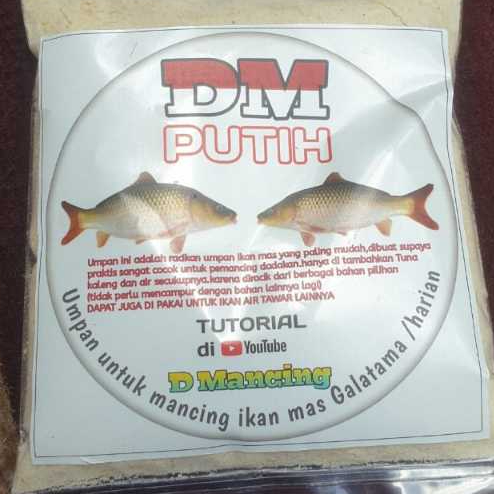 DM
PUTIH
Umpan ini adalah racikan umpan ikan mas yang paling mudah,dibuat supaya
praktis sangat cocok untuk pemancing dadakan.hanya di tambahkan Tuna
kaleng dan air secukupnya,karena diracik dari berbagai bahan pilihan
(tidak perlu mencampur dengan bahan lainnya lagi)
DAPAT JUGA DI PAKAI UNTUK IKAN AIR TAWAR LAINNYA
TUTORIAL
di YouTube
D Mancing
Umpan untuk mancing ikan mas Galatama /harian